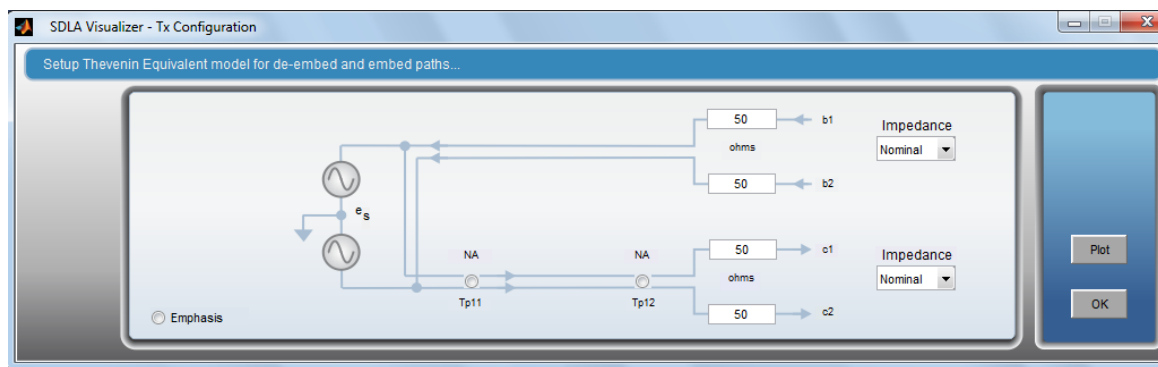 SDLA Visualizer - Tx Configuration
Setup Thevenin Equivalent model for de-embed and embed paths...
50
b1
Impedance
ohms
Nominal
50
b2
es
NA
NA
50
c1
Impedance
ohms
Nominal
Tp11
Tp12
50
c2
Emphasis
Plot
OK